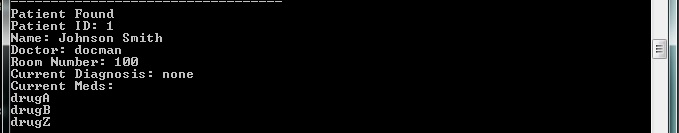 ---------------------------------
Patient Found
Patient ID: 1
Name: Johnson Smith
Doctor: docman
Room Number: 100
Current Diagnosis: none
Current Meds:
drugA
drugB
drugZ